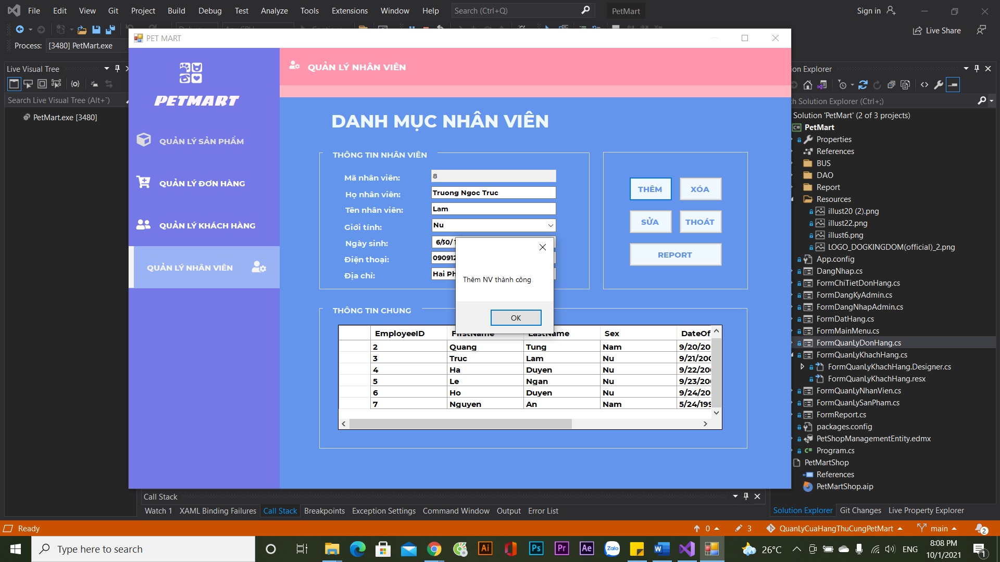 File Edit View Git Project Build Debug Test Analyze Tools Extensions Window Help Search (Ctrl+Q) PetMart Sign in
Live Share
Process: [3480] PetMart.exe
PET MART
Live Visual Tree
Search Live Visual Tree (Alt+`)
PetMart.exe [3480]
PETMART
QUẢN LÝ SẢN PHẨM
QUẢN LÝ ĐƠN HÀNG
QUẢN LÝ KHÁCH HÀNG
QUẢN LÝ NHÂN VIÊN
QUẢN LÝ NHÂN VIÊN
DANH MỤC NHÂN VIÊN
THÔNG TIN NHÂN VIÊN
Mã nhân viên: 8
Họ nhân viên: Truong Ngoc Truc
Tên nhân viên: Lam
Giới tính: Nu
Ngày sinh: 6/30/
Điện thoại: 090912
Địa chỉ: Hai Ph
THÊM XÓA
SỬA THOÁT
REPORT
Thêm NV thành công
OK
THÔNG TIN CHUNG
EmployeeID FirstName LastName Sex DateOf
2 Quang Tung Nam 9/20/20
3 Truc Lam Nu 9/21/200
4 Ha Duyen Nu 9/22/20
5 Le Ngan Nu 9/23/20
6 Ho Duyen Nu 9/24/20
7 Nguyen An Nam 5/24/199
on Explorer
h Solution Explorer (Ctrl+;)
Solution 'PetMart' (2 of 3 projects)
PetMart
Properties
References
BUS
DAO
Report
Resources
illust20 (2).png
illust22.png
illust6.png
LOGO_DOGKINGDOM(official)_2.png
App.config
DangNhap.cs
FormChiTietDonHang.cs
FormDangKyAdmin.cs
FormDangNhapAdmin.cs
FormDatHang.cs
FormMainMenu.cs
FormQuanLyDonHang.cs
FormQuanLyKhachHang.cs
FormQuanLyKhachHang.Designer.cs
FormQuanLyKhachHang.resx
FormQuanLyNhanVien.cs
FormQuanLySanPham.cs
FormReport.cs
packages.config
PetShopManagementEntity.edmx
Program.cs
PetMartShop
References
PetMartShop.aip
Call Stack
Watch 1 XAML Binding Failures Call Stack Breakpoints Exception Settings Command Window Output Error List
Solution Explorer Git Changes Live Property Explorer
Ready 0 3 QuanLyCuaHangThuCungPetMart main 2
Type here to search
Ai Ps Pr Ae Zalo
26°C ENG 8:08 PM
10/1/2021 1